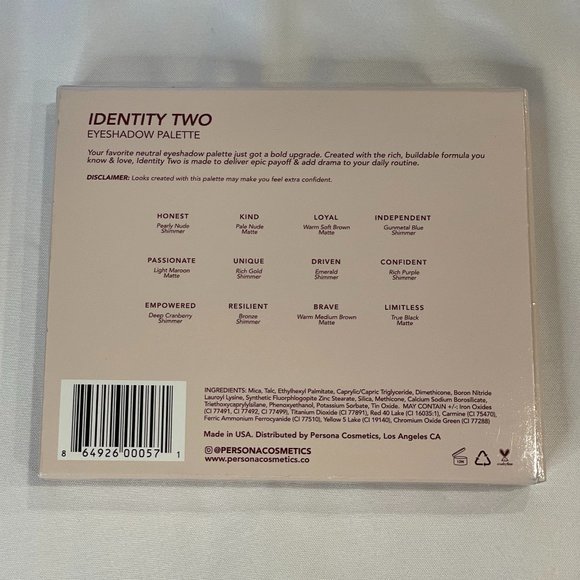 IDENTITY TWO
EYESHADOW PALETTE
Your favorite neutral eyeshadow palette just got a bold upgrade. Created with the rich, buildable formula you
know & love, Identity Two is made to deliver epic payoff & add drama to your daily routine.
DISCLAIMER: Looks created with this palette may make you feel extra confident.
HONEST KIND LOYAL INDEPENDENT
Pearly Nude Pale Nude Warm Soft Brown Gunmetal Blue
Shimmer Matte Matte Shimmer
PASSIONATE UNIQUE DRIVEN CONFIDENT
Light Maroon Rich Gold Emerald Rich Purple
Matte Shimmer Shimmer Shimmer
EMPOWERED RESILIENT BRAVE LIMITLESS
Deep Cranberry Bronze Warm Medium Brown True Black
Shimmer Shimmer Matte Matte
INGREDIENTS: Mica, Talc, Ethylhexyl Palmitate, Caprylic/Capric Triglyceride, Dimethicone, Boron Nitride
Lauroyl Lysine, Synthetic Fluorphlogopite Zinc Stearate, Silica, Methicone, Calcium Sodium Borosilicate,
Triethoxycaprylylsilane, Phenoxyethanol, Potassium Sorbate, Tin Oxide. MAY CONTAIN +/-: Iron Oxides
(CI 77491, CI 77492, CI 77499), Titanium Dioxide (CI 77891), Red 40 Lake (CI 16035:1), Carmine (CI 75470),
Ferric Ammonium Ferrocyanide (CI 77510), Yellow 5 Lake (CI 19140), Chromium Oxide Green (CI 77288)
Made in USA. Distributed by Persona Cosmetics, Los Angeles CA
@PERSONACOSMETICS
www.personacosmetics.co
8 64926 00057 1
12M